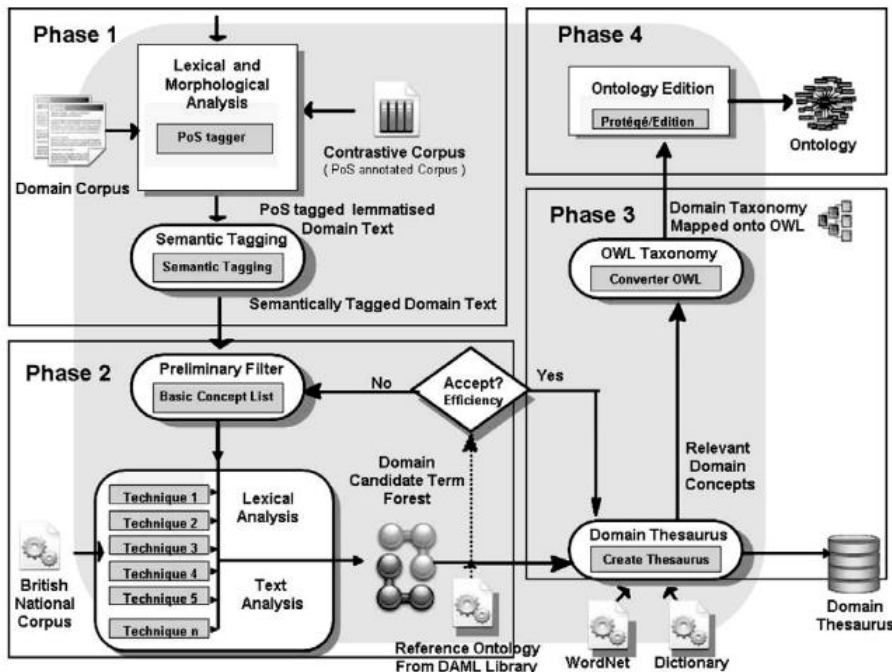 Phase 1
Lexical and
Morphological
Analysis
PoS tagger
Domain Corpus
Contrastive Corpus
( PoS annotated Corpus )
PoS tagged lemmatised
Domain Text
Semantic Tagging
Semantic Tagging
Semantically Tagged Domain Text
Phase 4
Ontology Edition
Protégé/Edition
Ontology
Phase 3
Domain Taxonomy
Mapped onto OWL
OWL Taxonomy
Converter OWL
Relevant
Domain
Concepts
Domain Thesaurus
Create Thesaurus
Domain
Thesaurus
WordNet
Dictionary
Phase 2
Preliminary Filter
Basic Concept List
No
Accept?
Efficiency
Yes
Technique 1
Technique 2
Technique 3
Technique 4
Technique 5
Technique n
Lexical
Analysis
Text
Analysis
British
National
Corpus
Domain
Candidate Term
Forest
Reference Ontology
From DAML Library